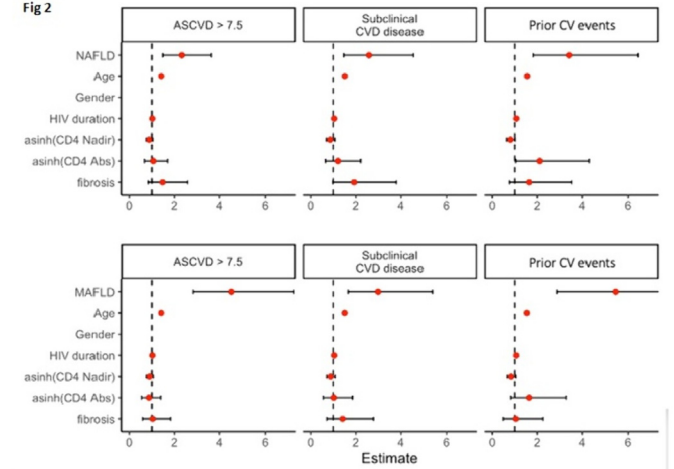 Fig 2
ASCVD > 7.5
Subclinical
CVD disease
Prior CV events
NAFLD
Age
Gender
HIV duration
asinh(CD4 Nadir)
asinh(CD4 Abs)
fibrosis
0 2 4 6 0 2 4 6 0 2 4 6
ASCVD > 7.5
Subclinical
CVD disease
Prior CV events
MAFLD
Age
Gender
HIV duration
asinh(CD4 Nadir)
asinh(CD4 Abs)
fibrosis
0 2 4 6 0 2 4 6 0 2 4 6
Estimate